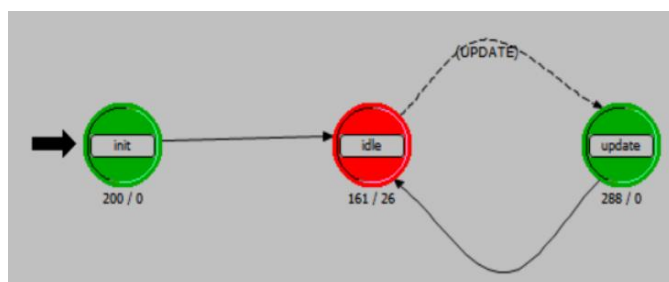 (UPDATE)
init
idle
update
200 / 0
161 / 26
288 / 0